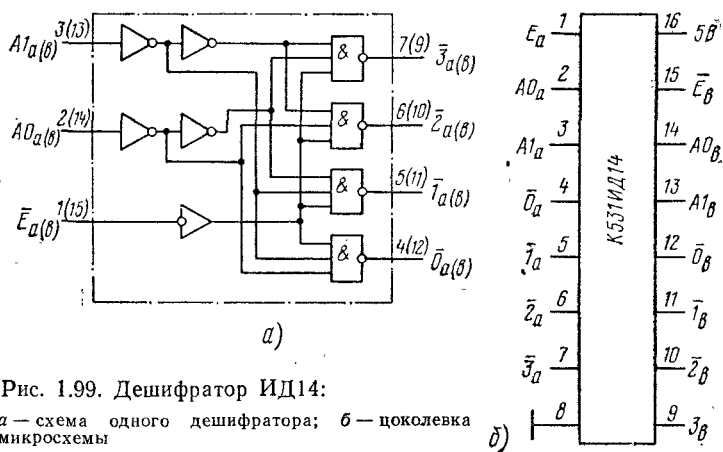 A1a(в) 3(13)
& 7(9) 3̅a(в)
A0a(в) 2(14)
& 6(10) 2̅a(в)
& 5(11) 1̅a(в)
E̅a(в) 1(15)
& 4(12) 0̅a(в)
а)
Рис. 1.99. Дешифратор ИД14:
а — схема одного дешифратора; б — цоколевка
микросхемы
Ea 1 16 5В
A0a 2 15 E̅в
A1a 3 14 A0в
0̅a 4 13 A1в
1̅a 5 12 0̅в
2̅a 6 11 1̅в
3̅a 7 10 2̅в
8 9 3в
К531ИД14
б)